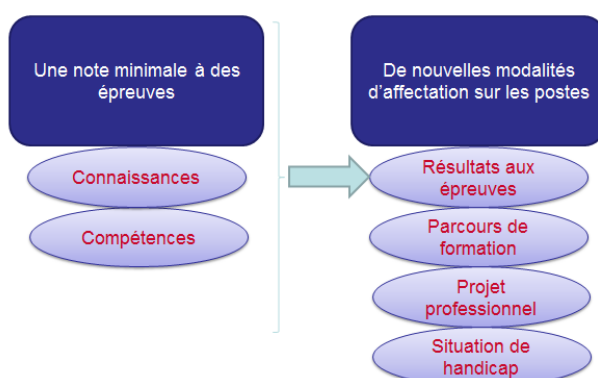 Une note minimale à des
épreuves
Connaissances
Compétences
De nouvelles modalités
d'affectation sur les postes
Résultats aux
épreuves
Parcours de
formation
Projet
professionnel
Situation de
handicap